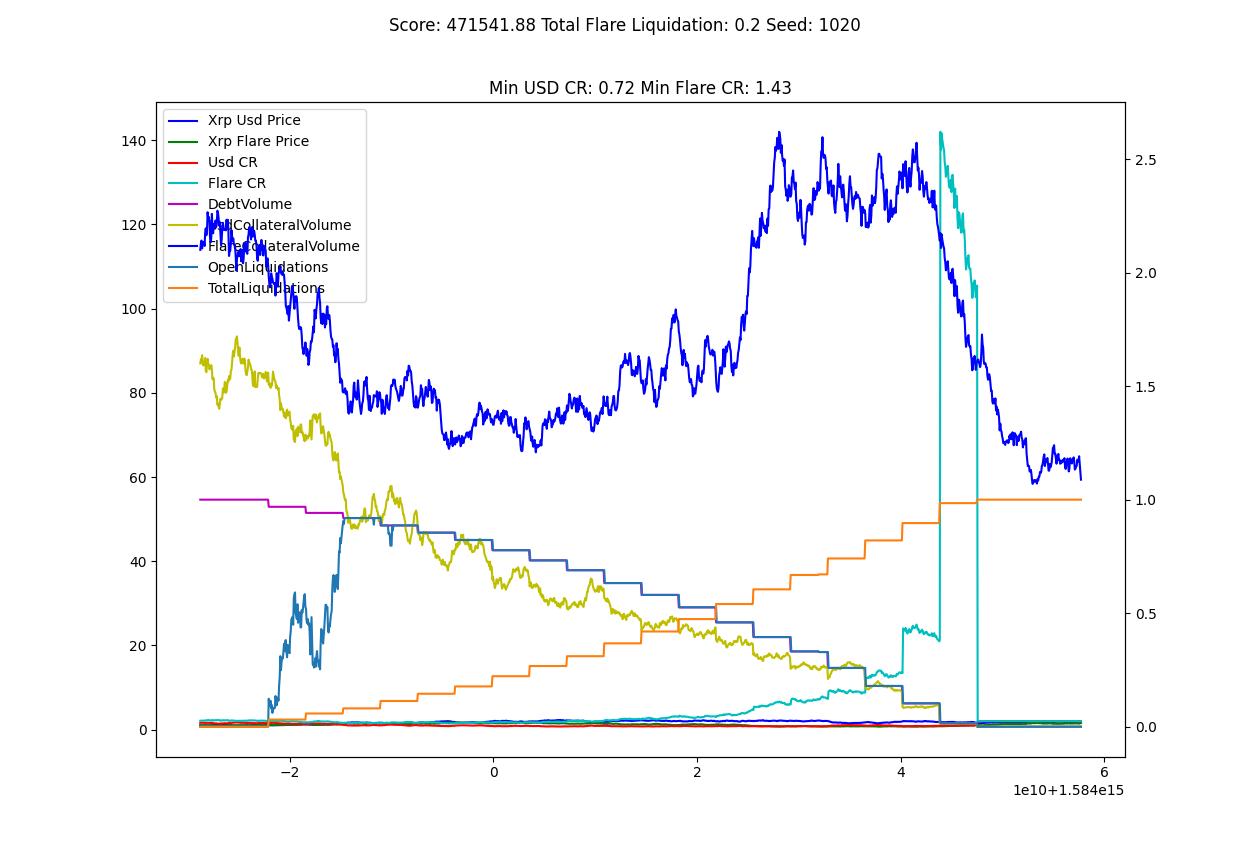 Score: 471541.88 Total Flare Liquidation: 0.2 Seed: 1020
Min USD CR: 0.72 Min Flare CR: 1.43
Xrp Usd Price
Xrp Flare Price
Usd CR
Flare CR
DebtVolume
UsdCollateralVolume
FlareCollateralVolume
OpenLiquidations
TotalLiquidations
140
120
100
80
60
40
20
0
2.5
2.0
1.5
1.0
0.5
0.0
−2
0
2
4
6
1e10+1.584e15